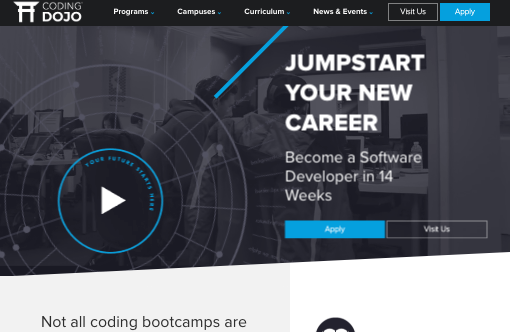 CODING
DOJO
Programs
Campuses
Curriculum
News & Events
Visit Us
Apply
JUMPSTART
YOUR NEW
CAREER
Become a Software
Developer in 14
Weeks
YOUR FUTURE STARTS HERE
Apply
Visit Us
Not all coding bootcamps are